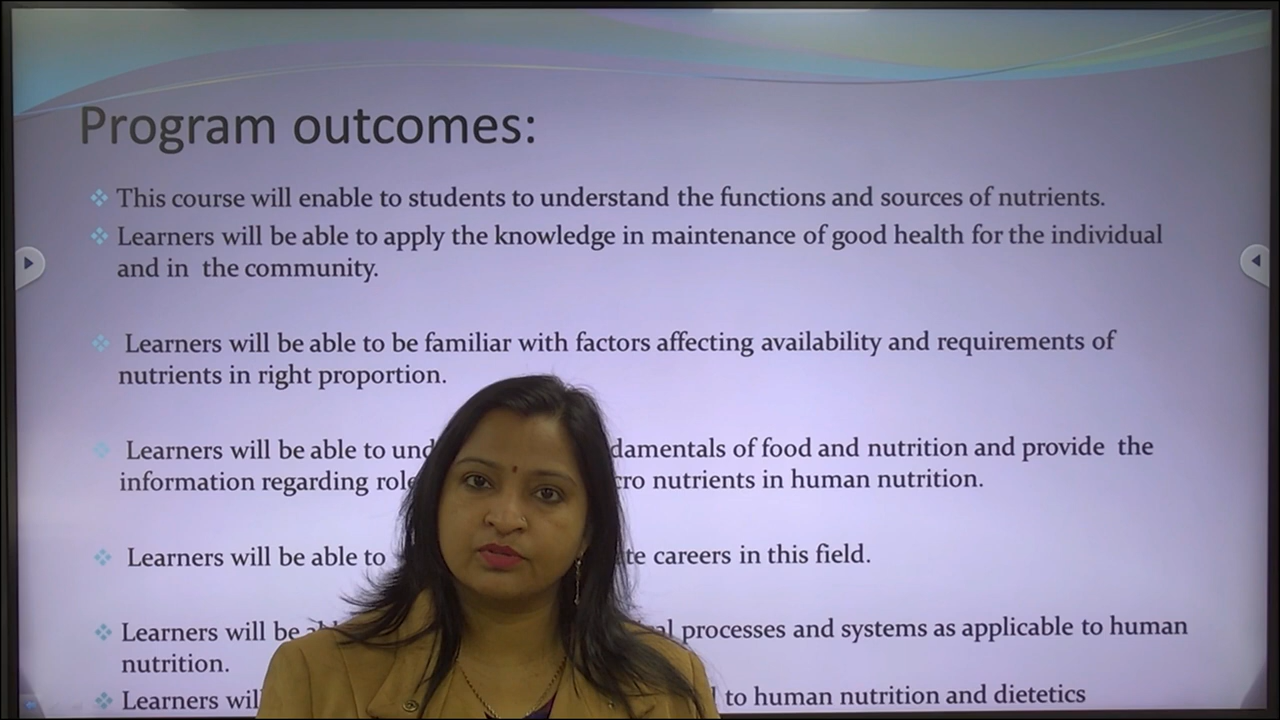 Program outcomes:
This course will enable to students to understand the functions and sources of nutrients.
Learners will be able to apply the knowledge in maintenance of good health for the individual
and in the community.
Learners will be able to be familiar with factors affecting availability and requirements of
nutrients in right proportion.
Learners will be able to damentals of food and nutrition and provide the
information regarding cro nutrients in human nutrition.
Learners will be able to te careers in this field.
Learners will be al processes and systems as applicable to human
nutrition.
Learners to human nutrition and dietetics